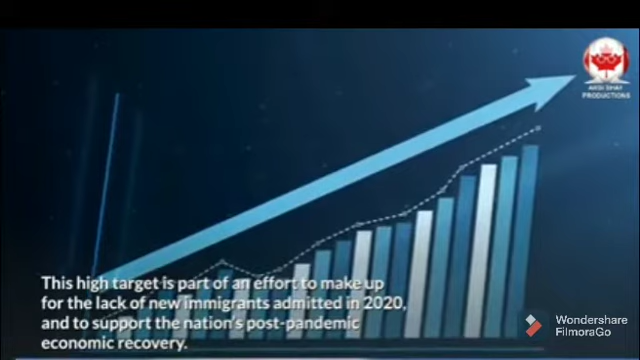 PRODUCTIONS
This high target is part of an effort to make up
for the lack of new immigrants admitted in 2020,
and to support the nation's post-pandemic
economic recovery.
Wondershare
FilmoraGo